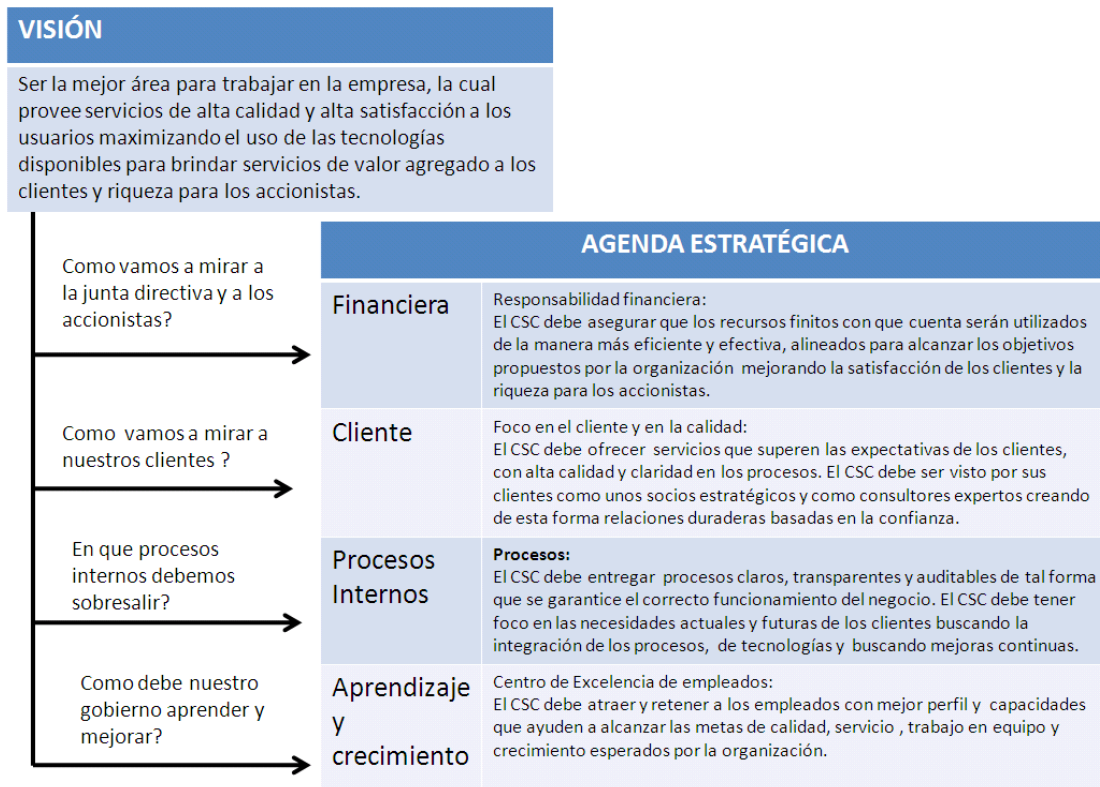 VISIÓN
Ser la mejor área para trabajar en la empresa, la cual
provee servicios de alta calidad y alta satisfacción a los
usuarios maximizando el uso de las tecnologías
disponibles para brindar servicios de valor agregado a los
clientes y riqueza para los accionistas.
AGENDA ESTRATÉGICA
Como vamos a mirar a
la junta directiva y a los
accionistas?
Financiera
Responsabilidad financiera:
El CSC debe asegurar que los recursos finitos con que cuenta serán utilizados
de la manera más eficiente y efectiva, alineados para alcanzar los objetivos
propuestos por la organización mejorando la satisfacción de los clientes y la
riqueza para los accionistas.
Como vamos a mirar a
nuestros clientes ?
Cliente
Foco en el cliente y en la calidad:
El CSC debe ofrecer servicios que superen las expectativas de los clientes,
con alta calidad y claridad en los procesos. El CSC debe ser visto por sus
clientes como unos socios estratégicos y como consultores expertos creando
de esta forma relaciones duraderas basadas en la confianza.
En que procesos
internos debemos
sobresalir?
Procesos
Internos
Procesos:
El CSC debe entregar procesos claros, transparentes y auditables de tal forma
que se garantice el correcto funcionamiento del negocio. El CSC debe tener
foco en las necesidades actuales y futuras de los clientes buscando la
integración de los procesos, de tecnologías y buscando mejoras continuas.
Como debe nuestro
gobierno aprender y
mejorar?
Aprendizaje
y
crecimiento
Centro de Excelencia de empleados:
El CSC debe atraer y retener a los empleados con mejor perfil y capacidades
que ayuden a alcanzar las metas de calidad, servicio , trabajo en equipo y
crecimiento esperados por la organización.